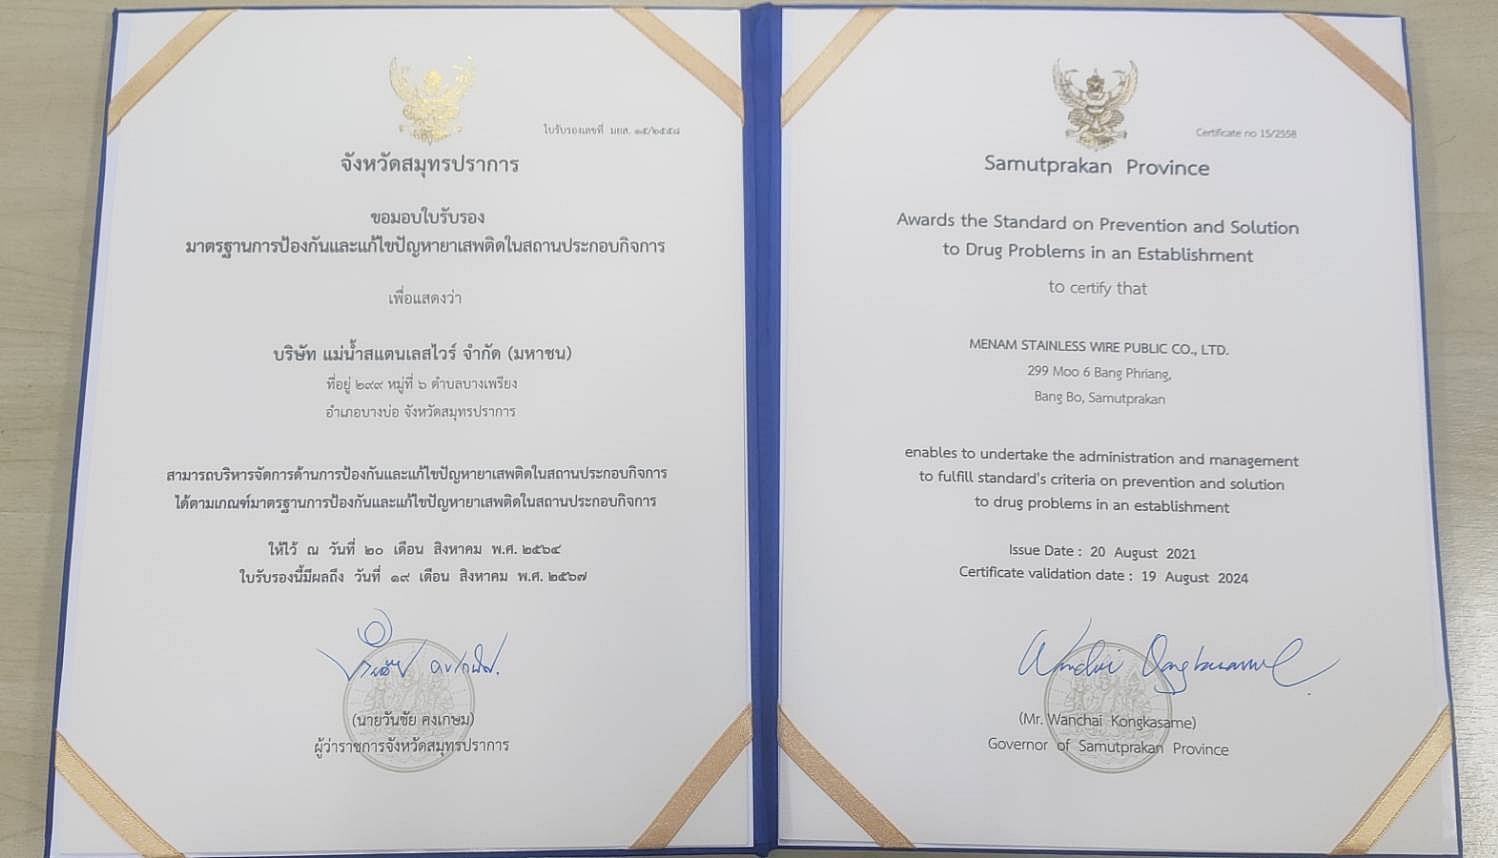 ใบรับรองเลขที่ มยส. ๑๕/๒๕๕๘
จังหวัดสมุทรปราการ
ขอมอบใบรับรอง
มาตรฐานการป้องกันและแก้ไขปัญหายาเสพติดในสถานประกอบกิจการ
เพื่อแสดงว่า
บริษัท แม่น้ำสแตนเลสไวร์ จำกัด (มหาชน)
ที่อยู่ ๒๙๙ หมู่ที่ ๖ ตำบลบางเพรียง
อำเภอบางบ่อ จังหวัดสมุทรปราการ
สามารถบริหารจัดการด้านการป้องกันและแก้ไขปัญหายาเสพติดในสถานประกอบกิจการ
ได้ตามเกณฑ์มาตรฐานการป้องกันและแก้ไขปัญหายาเสพติดในสถานประกอบกิจการ
ให้ไว้ ณ วันที่ ๒๐ เดือน สิงหาคม พ.ศ. ๒๕๖๔
ใบรับรองนี้มีผลถึง วันที่ ๑๙ เดือน สิงหาคม พ.ศ. ๒๕๖๗
(นายวันชัย คงเกษม)
ผู้ว่าราชการจังหวัดสมุทรปราการ
Certificate no 15/2558
Samutprakan Province
Awards the Standard on Prevention and Solution
to Drug Problems in an Establishment
to certify that
MENAM STAINLESS WIRE PUBLIC CO., LTD.
299 Moo 6 Bang Phriang,
Bang Bo, Samutprakan
enables to undertake the administration and management
to fulfill standard's criteria on prevention and solution
to drug problems in an establishment
Issue Date : 20 August 2021
Certificate validation date : 19 August 2024
(Mr. Wanchai Kongkasame)
Governor of Samutprakan Province